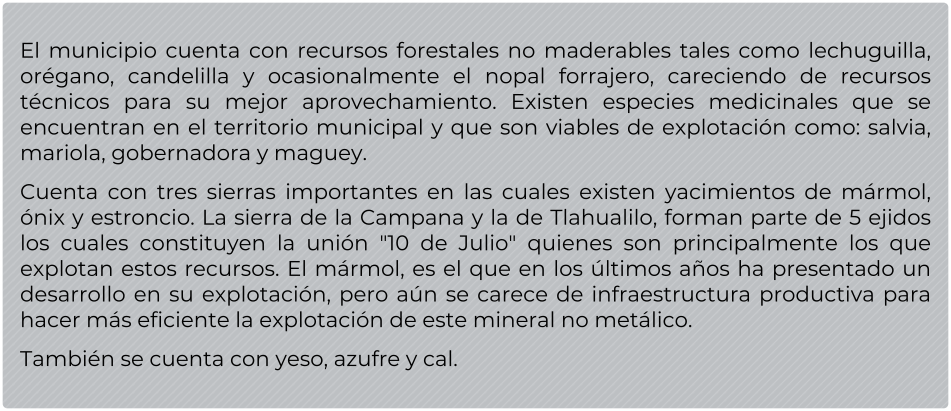 El municipio cuenta con recursos forestales no maderables tales como lechuguilla,
orégano, candelilla y ocasionalmente el nopal forrajero, careciendo de recursos
técnicos para su mejor aprovechamiento. Existen especies medicinales que se
encuentran en el territorio municipal y que son viables de explotación como: salvia,
mariola, gobernadora y maguey.
Cuenta con tres sierras importantes en las cuales existen yacimientos de mármol,
ónix y estroncio. La sierra de la Campana y la de Tlahualilo, forman parte de 5 ejidos
los cuales constituyen la unión "10 de Julio" quienes son principalmente los que
explotan estos recursos. El mármol, es el que en los últimos años ha presentado un
desarrollo en su explotación, pero aún se carece de infraestructura productiva para
hacer más eficiente la explotación de este mineral no metálico.
También se cuenta con yeso, azufre y cal.